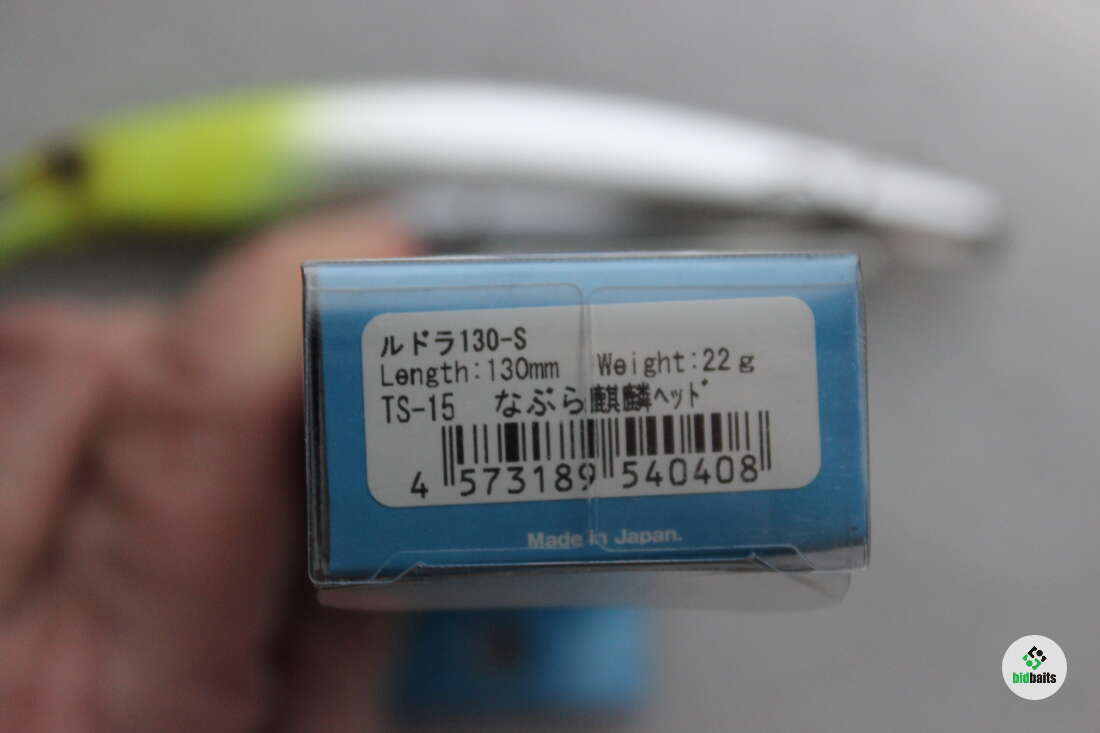 ルドラ130-S
Length:130mm Weight:22g
TS-15 なぶら麒麟ﾍｯﾄﾞ
4 573189 540408
Made in Japan.
bidbaits